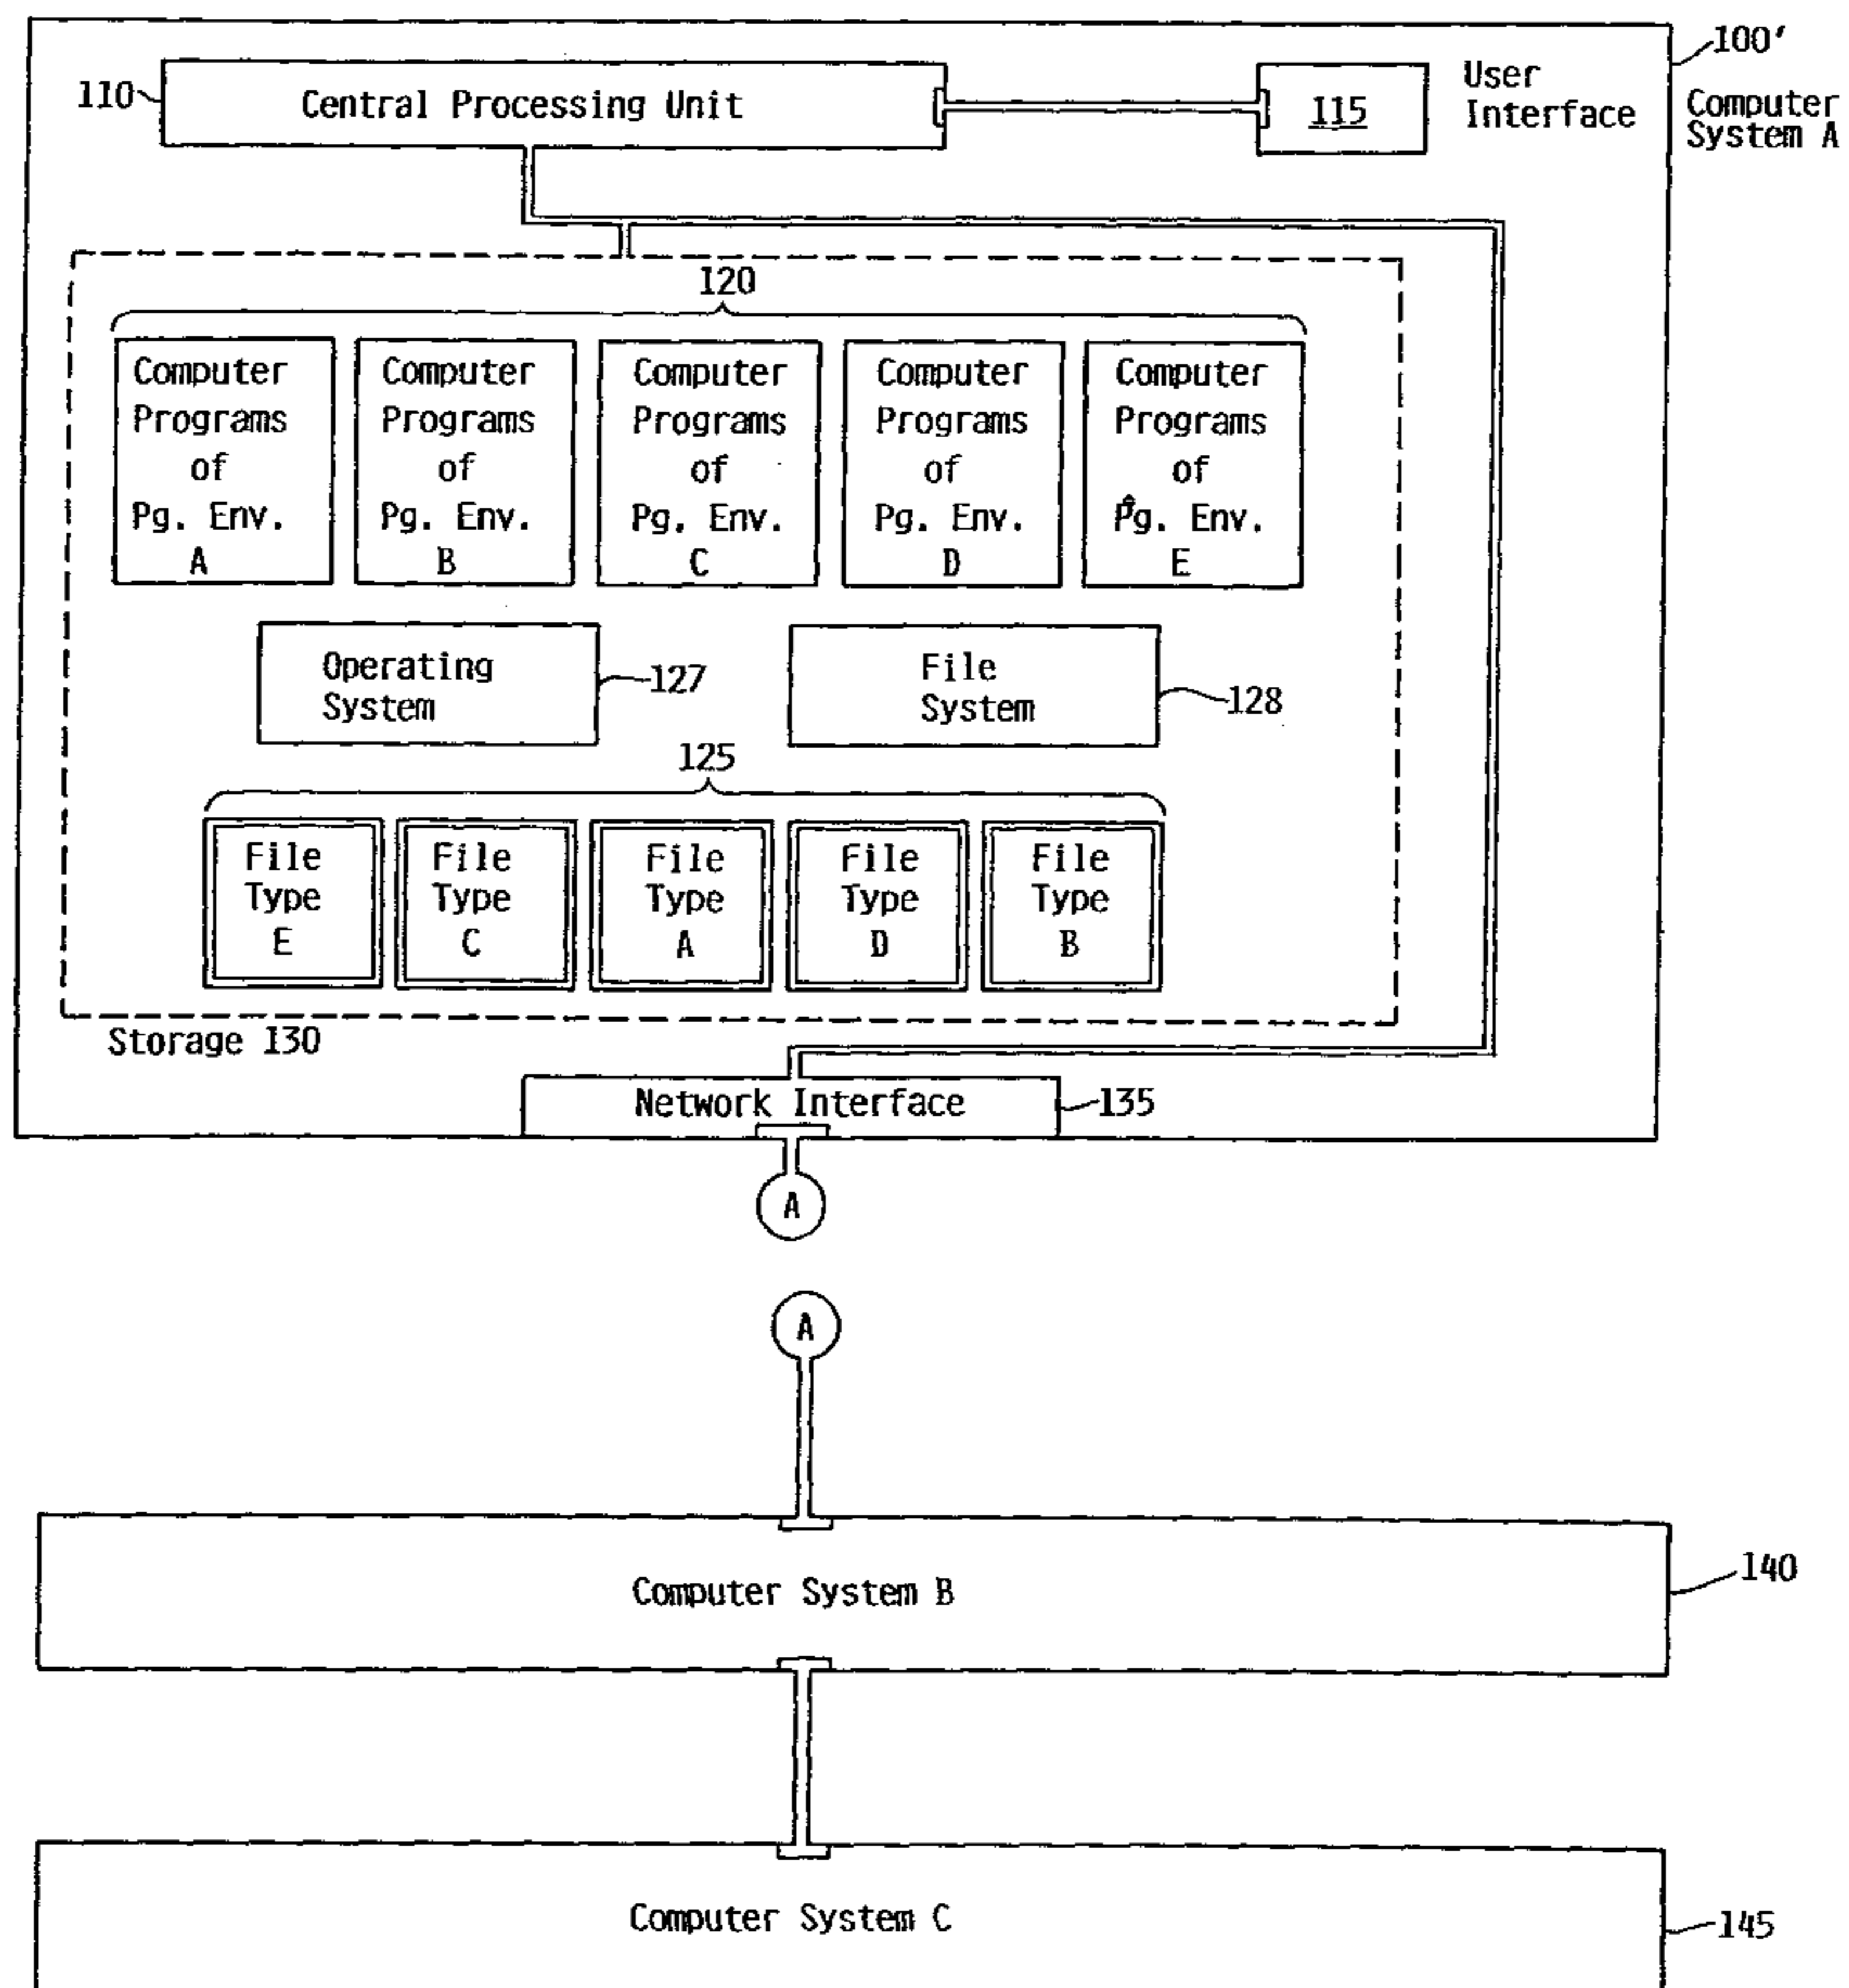 100'
Computer
System A
110
Central Processing Unit
115
User
Interface
120
Computer
Programs
of
Pg. Env.
A
Computer
Programs
of
Pg. Env.
B
Computer
Programs
of
Pg. Env.
C
Computer
Programs
of
Pg. Env.
D
Computer
Programs
of
Pg. Env.
E
Operating
System
127
File
System
128
125
File
Type
E
File
Type
C
File
Type
A
File
Type
D
File
Type
B
Storage 130
Network Interface
135
A
A
Computer System B
140
Computer System C
145